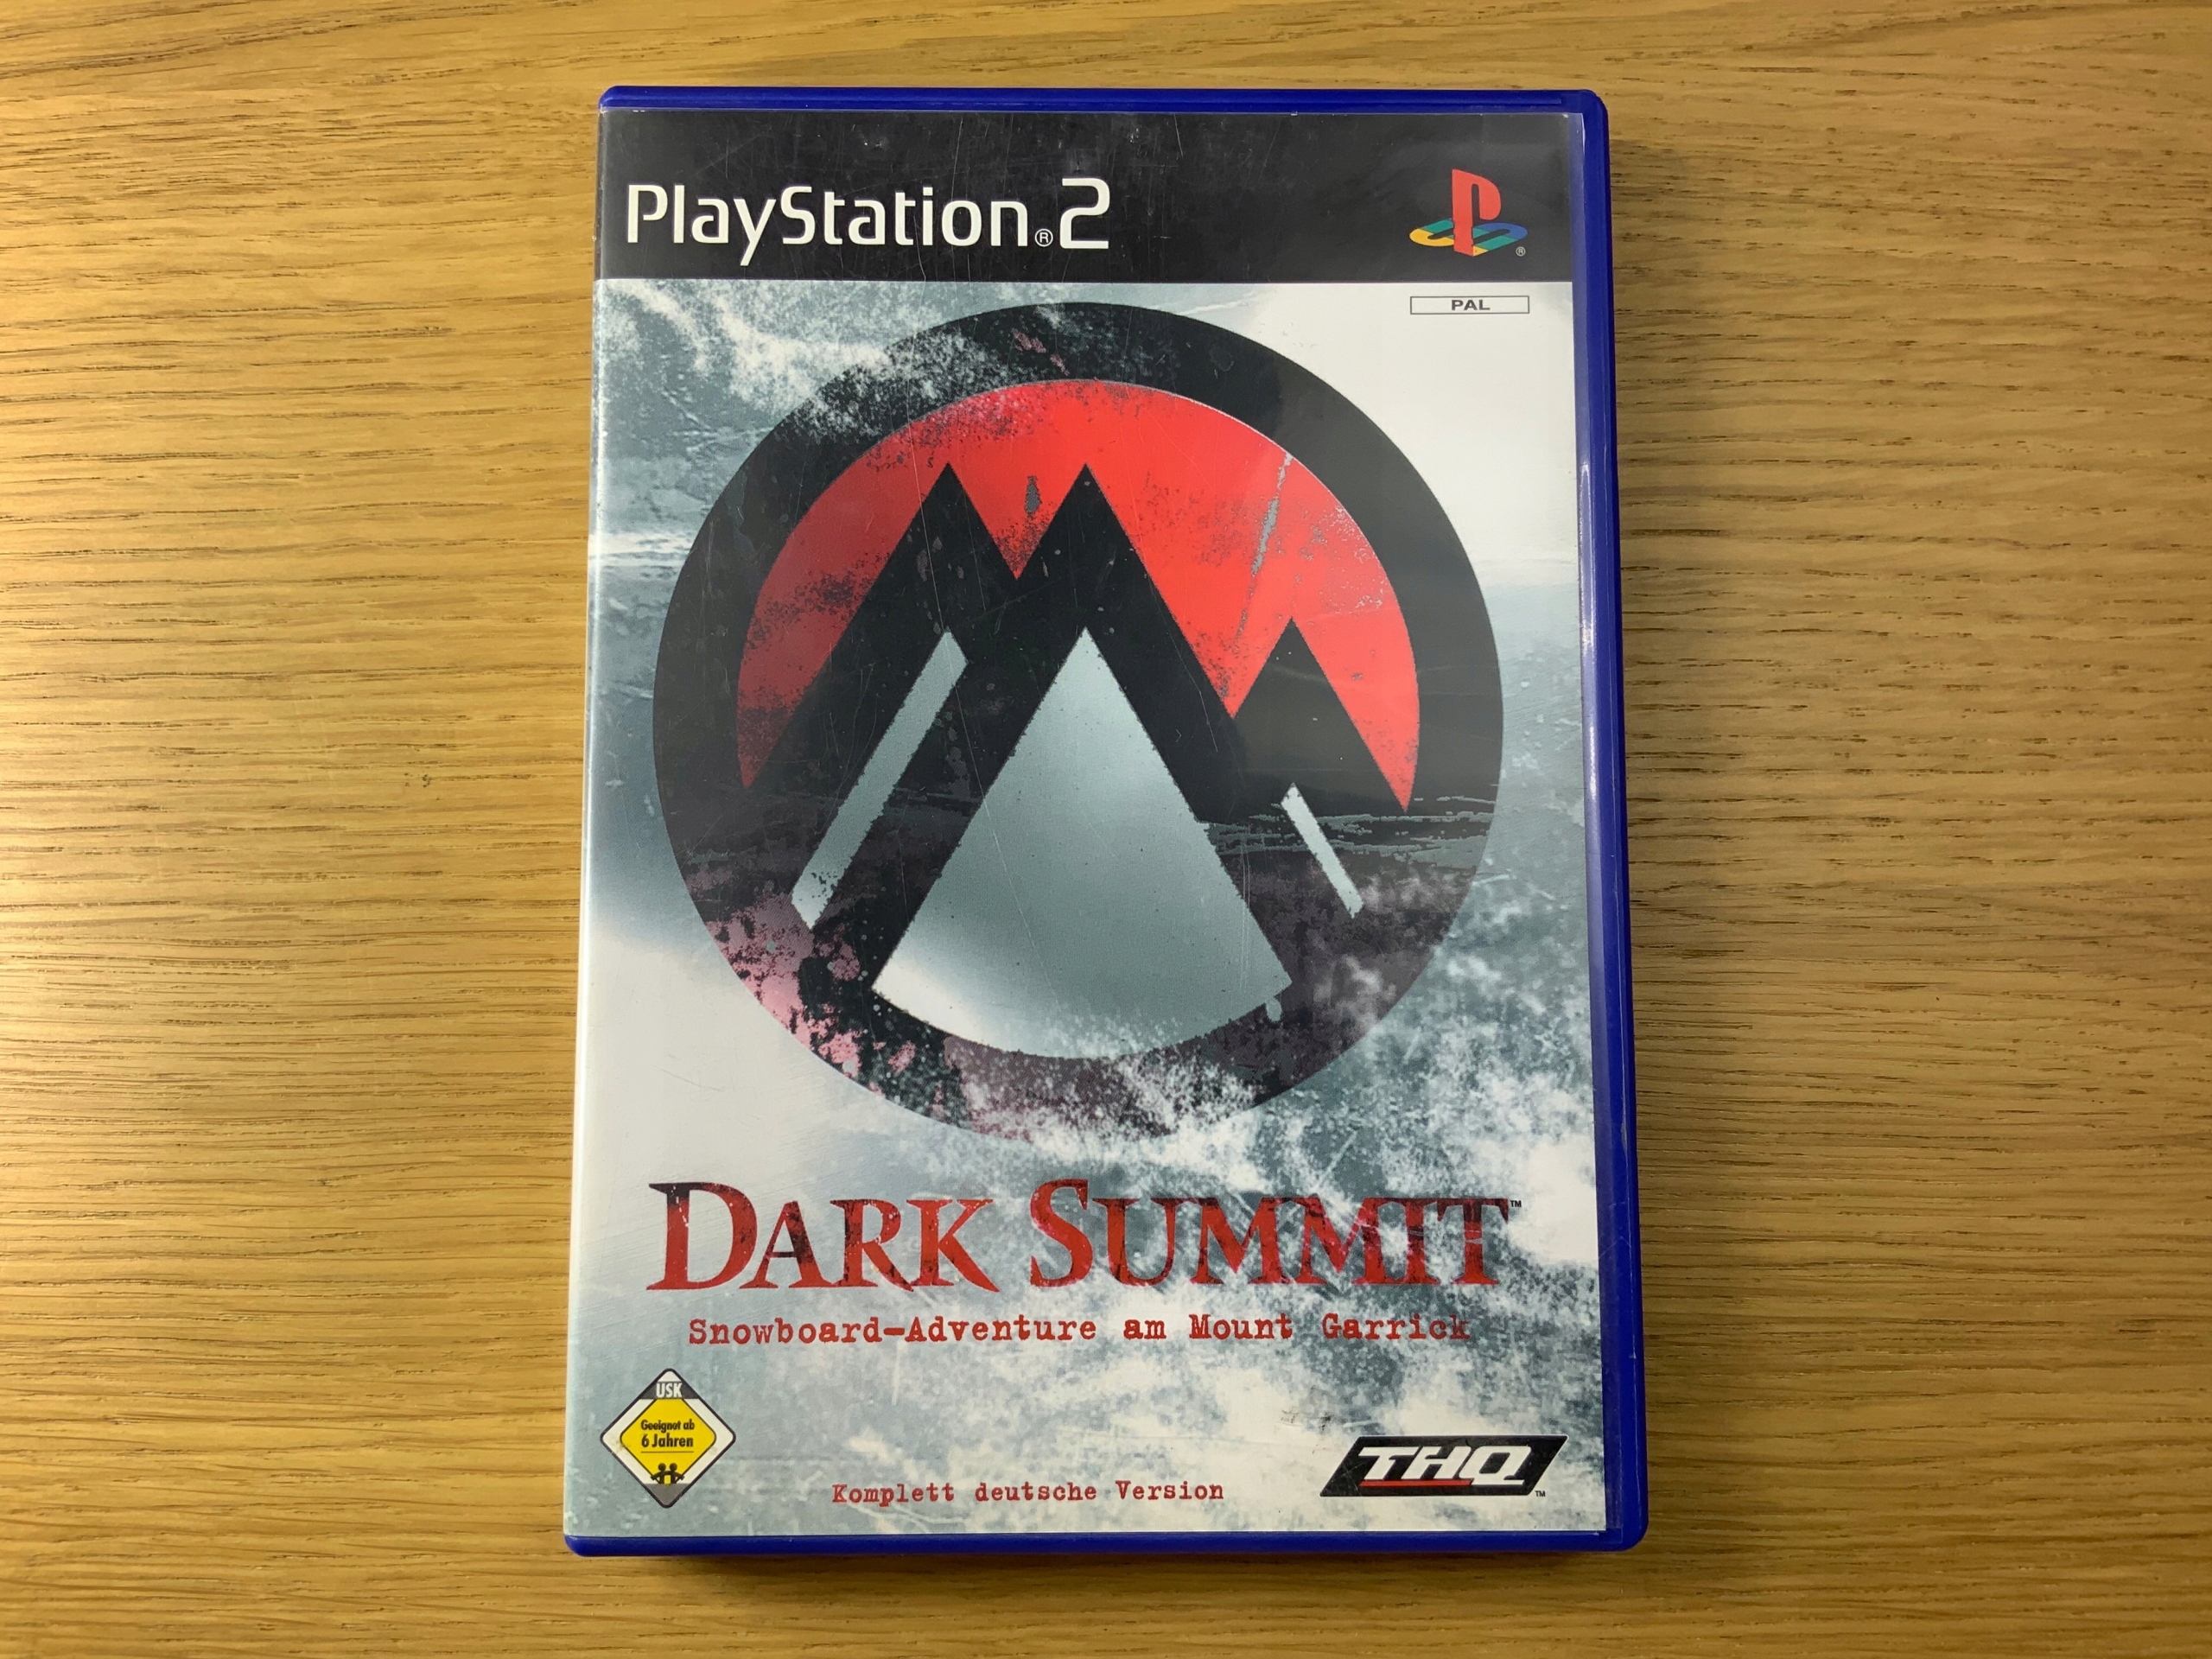 PlayStation®2
PAL
DARK SUMMIT™
Snowboard-Adventure am Mount Garrick
USK
Geeignet ab
6 Jahren
Komplett deutsche Version
THQ™